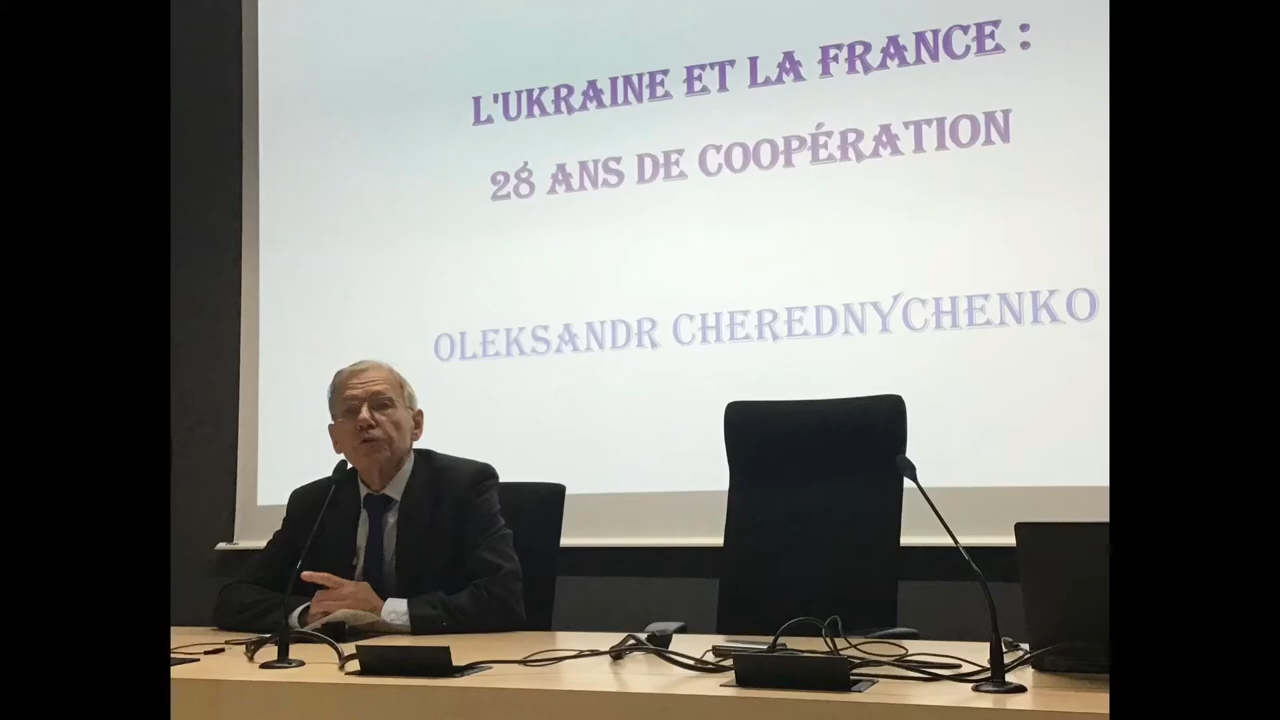 L'UKRAINE ET LA FRANCE :
28 ANS DE COOPÉRATION
OLEKSANDR CHEREDNYCHENKO